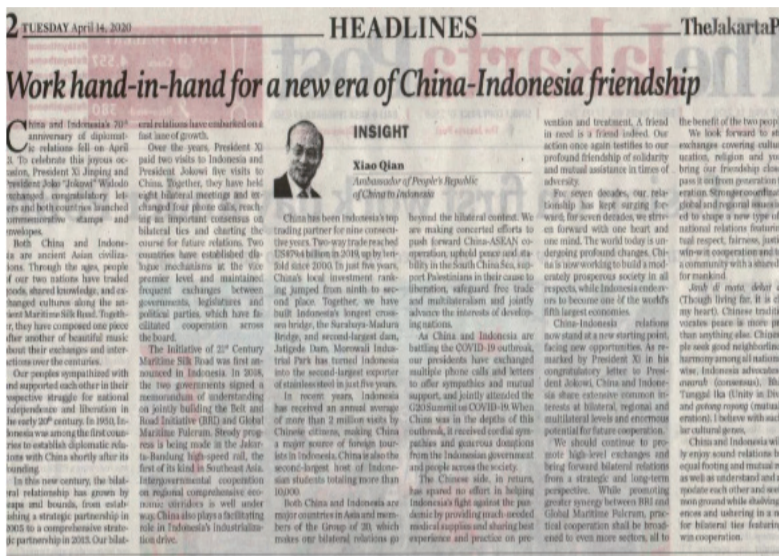 2 TUESDAY April 14, 2020
HEADLINES
TheJakartaP
Work hand-in-hand for a new era of China-Indonesia friendship
China and Indonesia's 70th
anniversary of diplomat-
ic relations fell on April
13. To celebrate this joyous oc-
casion, President Xi Jinping and
President Joko "Jokowi" Widodo
exchanged congratulatory let-
ters and both countries launched
commemorative stamps and
envelopes.
Both China and Indone-
sia are ancient Asian civiliza-
tions. Through the ages, people
of our two nations have traded
goods, shared knowledge, and ex-
changed cultures along the an-
cient Maritime Silk Road. Togeth-
er, they have composed one piece
after another of beautiful music
about their exchanges and inter-
actions over the centuries.
Our peoples sympathized with
and supported each other in their
respective struggle for national
independence and liberation in
the early 20th century. In 1950, In-
donesia was among the first coun-
tries to establish diplomatic rela-
tions with China shortly after its
founding.
In this new century, the bilat-
eral relationship has grown by
leaps and bounds, from estab-
lishing a strategic partnership in
2005 to a comprehensive strate-
gic partnership in 2013. Our bilat-
eral relations have embarked on a
fast lane of growth.
Over the years, President Xi
paid two visits to Indonesia and
President Jokowi five visits to
China. Together, they have held
eight bilateral meetings and ex-
changed four phone calls, reach-
ing an important consensus on
bilateral ties and charting the
course for future relations. Two
countries have established dia-
logue mechanisms at the vice
premier level and maintained
frequent exchanges between
governments, legislatures and
political parties, which have fa-
cilitated cooperation across
the board.
The Initiative of 21st Century
Maritime Silk Road was first an-
nounced in Indonesia. In 2018,
the two governments signed a
memorandum of understanding
on jointly building the Belt and
Road Initiative (BRI) and Global
Maritime Fulcrum. Steady prog-
ress is being made in the Jakar-
ta-Bandung high-speed rail, the
first of its kind in Southeast Asia.
Intergovernmental cooperation
on regional comprehensive eco-
nomic corridors is well under
way. China also plays a facilitating
role in Indonesia's industrializa-
tion drive.
INSIGHT
Xiao Qian
Ambassador of People's Republic
of China to Indonesia
China has been Indonesia's top
trading partner for nine consecu-
tive years. Two-way trade reached
US$79.4 billion in 2019, up by ten-
fold since 2000. In just five years,
China's local investment rank-
ing jumped from ninth to sec-
ond place. Together, we have
built Indonesia's longest cross-
sea bridge, the Surabaya-Madura
Bridge, and second-largest dam,
Jatigede Dam. Morowali Indus-
trial Park has turned Indonesia
into the second-largest exporter
of stainless steel in just five years.
In recent years, Indonesia
has received an annual average
of more than 2 million visits by
Chinese citizens, making China
a major source of foreign tour-
ists in Indonesia. China is also the
second-largest host of Indone-
sian students totaling more than
10,000.
Both China and Indonesia are
major countries in Asia and mem-
bers of the Group of 20, which
makes our bilateral relations go
beyond the bilateral context. We
are making concerted efforts to
push forward China-ASEAN co-
operation, uphold peace and sta-
bility in the South China Sea, sup-
port Palestinians in their cause to
liberation, safeguard free trade
and multilateralism and jointly
advance the interests of develop-
ing nations.
As China and Indonesia are
battling the COVID-19 outbreak,
our presidents have exchanged
multiple phone calls and letters
to offer sympathies and mutual
support, and jointly attended the
G20 Summit on COVID-19. When
China was in the depths of this
outbreak, it received cordial sym-
pathies and generous donations
from the Indonesian government
and people across the society.
The Chinese side, in return,
has spared no effort in helping
Indonesia's fight against the pan-
demic by providing much-needed
medical supplies and sharing best
experience and practice on pre-
vention and treatment. A friend
in need is a friend indeed. Our
action once again testifies to our
profound friendship of solidarity
and mutual assistance in times of
adversity.
For seven decades, our rela-
tionship has kept surging for-
ward, for seven decades, we striv-
en forward with one heart and
one mind. The world today is un-
dergoing profound changes. Chi-
na is now working to build a mod-
erately prosperous society in all
respects, while Indonesia endeav-
ors to become one of the world's
fifth largest economies.
China-Indonesia relations
now stand at a new starting point,
facing new opportunities. As re-
marked by President Xi in his
congratulatory letter to Presi-
dent Jokowi, China and Indone-
sia share extensive common in-
terests at bilateral, regional and
multilateral levels and enormous
potential for future cooperation.
We should continue to pro-
mote high-level exchanges and
bring forward bilateral relations
from a strategic and long-term
perspective. While promoting
greater synergy between BRI and
Global Maritime Fulcrum, prac-
tical cooperation shall be broad-
ened to even more sectors, all to
the benefit of the two peop
We look forward to m
exchanges covering cultu
ucation, religion and yo
bring our friendship close
pass it on from generation
eration. Stronger coordina
global and regional issues
ed to shape a new type o
national relations featuri
tual respect, fairness, just
win-win cooperation and to
a community with a shared
for mankind.
Jauh di mata, dekat
(Though living far, it is c
my heart). Chinese tradit
vocates peace is more pr
than anything else. Chines
ple seek good neighborlin
harmony among all nations
wise, Indonesia advocates
(consensus), Bh
Tunggal Ika (Unity in Di
and gotong royong (mutua
eration). I believe with suc
our cultural genes,
China and Indonesia wi
ly enjoy sound relations b
equal footing and mutual
as well as understand and
modate each other and se
mon ground while shelvin
ences and ushering in a n
for bilateral ties featuri
win cooperation.